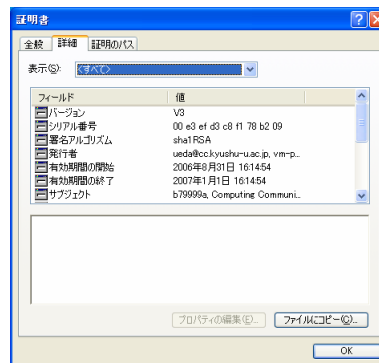 証明書
全般 詳細 証明のパス
表示(S): <すべて>
フィールド 値
バージョン V3
シリアル番号 00 e3 ef d3 c8 f1 78 b2 09
署名アルゴリズム sha1RSA
発行者 ueda@cc.kyushu-u.ac.jp, vm-p...
有効期間の開始 2006年8月31日 16:14:54
有効期間の終了 2007年1月1日 16:14:54
サブジェクト b79999a, Computing Communi...
プロパティの編集(E)... ファイルにコピー(C)...
OK